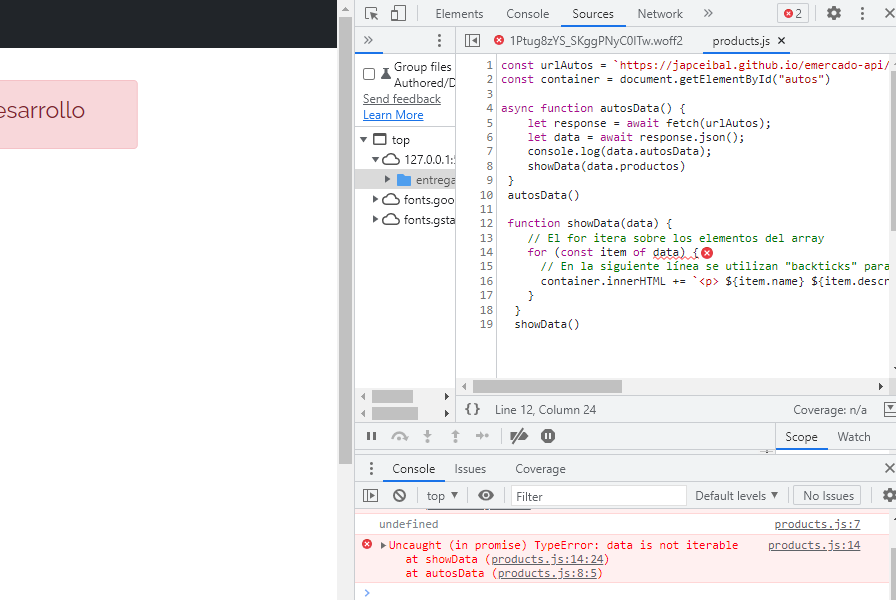 esarrollo
Elements Console Sources Network » 2
» 1Ptug8zYS_SKggPNyC0ITw.woff2 products.js ×
Group files
Authored/D
Send feedback
Learn More
top
127.0.0.1:5
entrega
fonts.goo
fonts.gsta
1 const urlAutos = `https://japceibal.github.io/emercado-api/
2 const container = document.getElementById("autos")
3
4 async function autosData() {
5 let response = await fetch(urlAutos);
6 let data = await response.json();
7 console.log(data.autosData);
8 showData(data.productos)
9 }
10 autosData()
11
12 function showData(data) {
13 // El for itera sobre los elementos del array
14 for (const item of data) {
15 // En la siguiente línea se utilizan "backticks" para
16 container.innerHTML += `<p> ${item.name} ${item.descr
17 }
18 }
19 showData()
{} Line 12, Column 24 Coverage: n/a
Scope Watch
Console Issues Coverage
top Filter Default levels No Issues
undefined products.js:7
Uncaught (in promise) TypeError: data is not iterable products.js:14
at showData (products.js:14:24)
at autosData (products.js:8:5)